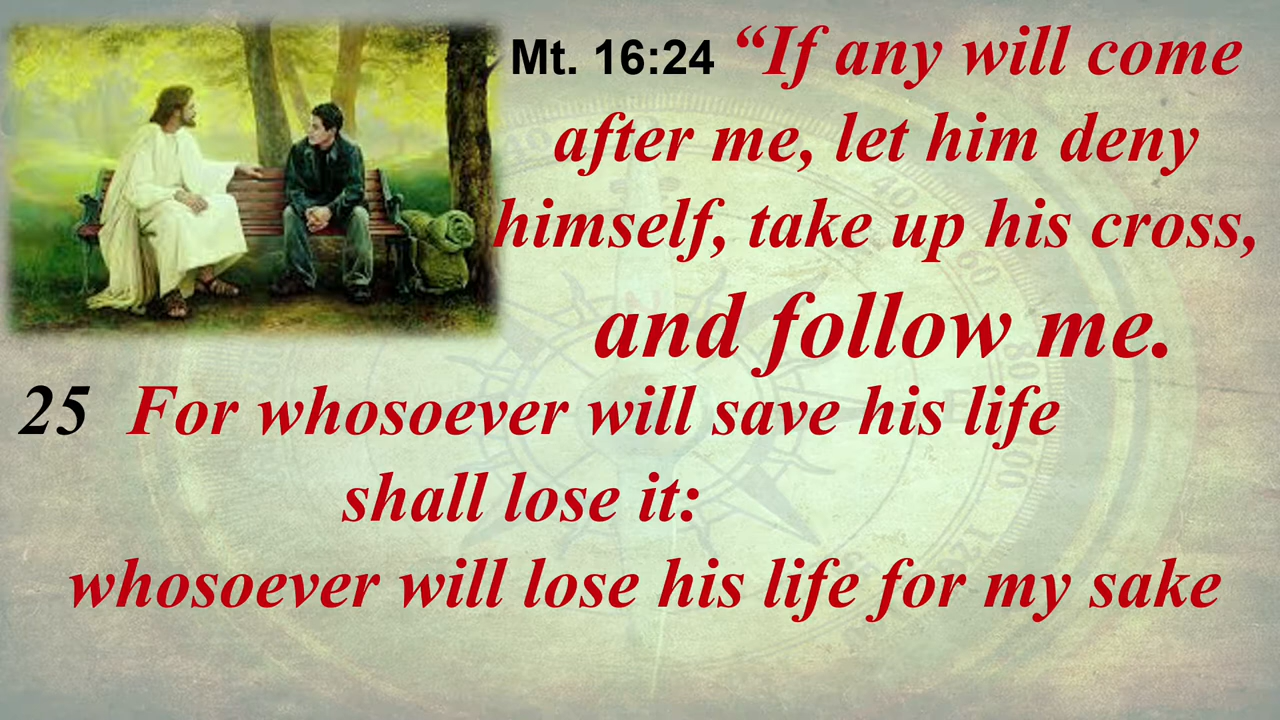 Mt. 16:24 “If any will come
after me, let him deny
himself, take up his cross,
and follow me.
25 For whosoever will save his life
shall lose it:
whosoever will lose his life for my sake